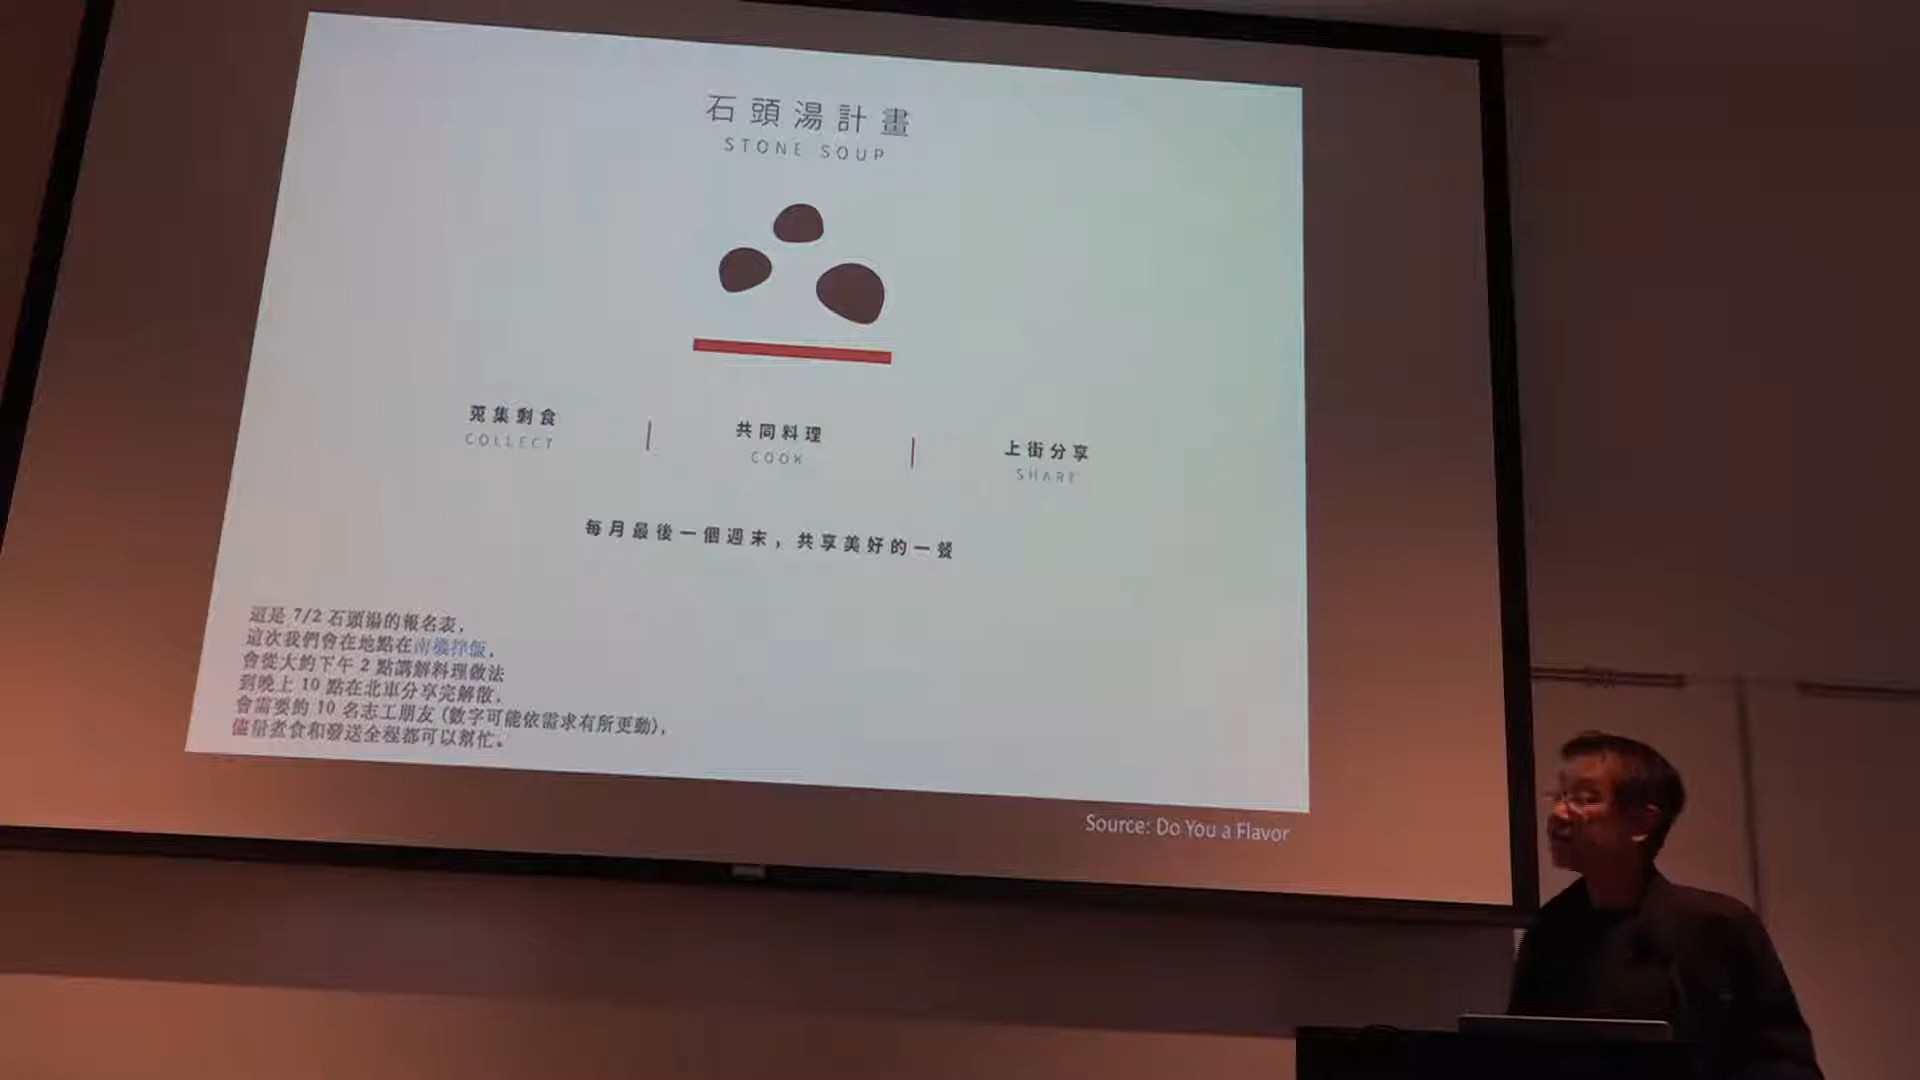 石頭湯計畫
STONE SOUP
蒐集剩食
COLLECT
共同料理
COOK
上街分享
SHARE
每月最後一個週末，共享美好的一餐
這是 7/2 石頭湯的報名表，
這次我們會在地點在南機拌飯，
會從大約下午 2 點講解料理做法
到晚上 10 點在北車分享完解散，
會需要約 10 名志工朋友 (數字可能依需求有所更動)，
儘量煮食和發送全程都可以幫忙。
Source: Do You a Flavor